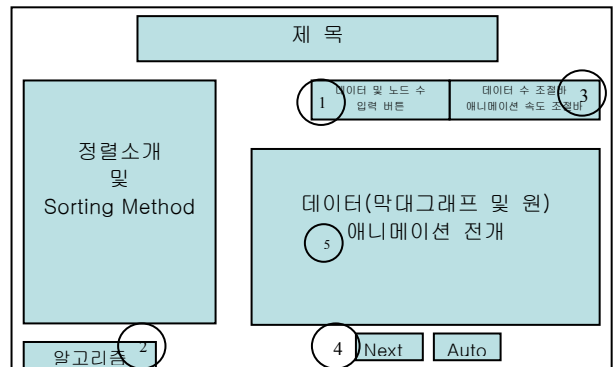 제 목
정렬소개
및
Sorting Method
1
데이터 및 노드 수
입력 버튼
데이터 수 조절바
애니메이션 속도 조절바
3
데이터(막대그래프 및 원)
애니메이션 전개
5
알고리즘
2
4
Next
Auto